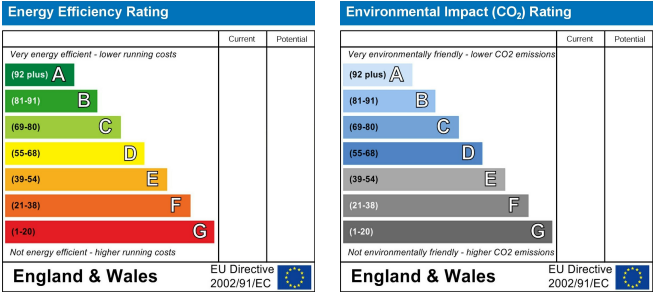 Energy Efficiency Rating
Current Potential
Very energy efficient - lower running costs
(92 plus) A
(81-91) B
(69-80) C
(55-68) D
(39-54) E
(21-38) F
(1-20) G
Not energy efficient - higher running costs
England & Wales
EU Directive
2002/91/EC
Environmental Impact (CO₂) Rating
Current Potential
Very environmentally friendly - lower CO2 emissions
(92 plus) A
(81-91) B
(69-80) C
(55-68) D
(39-54) E
(21-38) F
(1-20) G
Not environmentally friendly - higher CO2 emissions
England & Wales
EU Directive
2002/91/EC